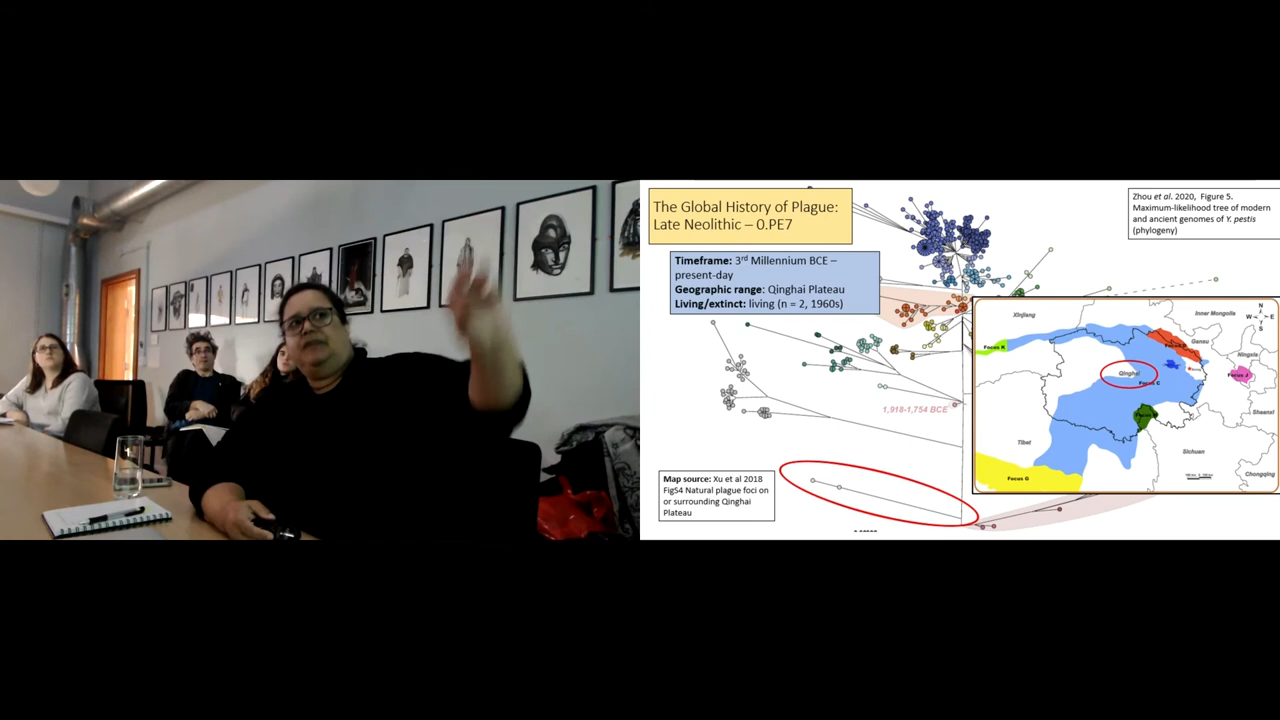 The Global History of Plague:
Late Neolithic – 0.PE7
Timeframe: 3rd Millennium BCE –
present-day
Geographic range: Qinghai Plateau
Living/extinct: living (n = 2, 1960s)
Zhou et al. 2020, Figure 5.
Maximum-likelihood tree of modern
and ancient genomes of Y. pestis
(phylogeny)
1,918-1,754 BCE
Map source: Xu et al 2018
FigS4 Natural plague foci on
or surrounding Qinghai
Plateau
Xinjiang
Inner Mongolia
N
W
E
S
Gansu
Focus K
Ningxia
Qinghai
Focus C
Focus J
Shaanxi
Tibet
Sichuan
Chongqing
Focus G